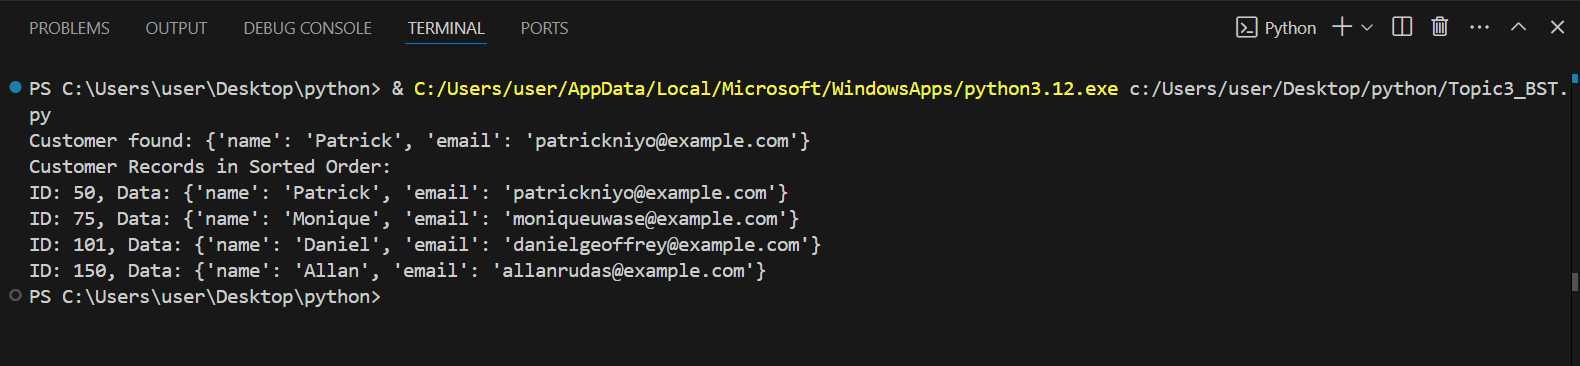 PROBLEMS OUTPUT DEBUG CONSOLE TERMINAL PORTS Python
PS C:\Users\user\Desktop\python> & C:/Users/user/AppData/Local/Microsoft/WindowsApps/python3.12.exe c:/Users/user/Desktop/python/Topic3_BST.
py
Customer found: {'name': 'Patrick', 'email': 'patrickniyo@example.com'}
Customer Records in Sorted Order:
ID: 50, Data: {'name': 'Patrick', 'email': 'patrickniyo@example.com'}
ID: 75, Data: {'name': 'Monique', 'email': 'moniqueuwase@example.com'}
ID: 101, Data: {'name': 'Daniel', 'email': 'danielgeoffrey@example.com'}
ID: 150, Data: {'name': 'Allan', 'email': 'allanrudas@example.com'}
PS C:\Users\user\Desktop\python>